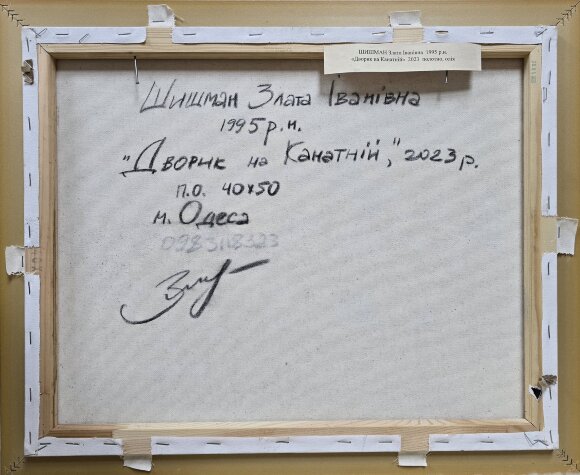 ШИШМАН Злата Іванівна 1995 р.н.
«Дворик на Канатній» 2023 полотно, олія
Шишман Злата Іванівна
1995 р.н.
"Дворик на Канатній," 2023 р.
п.о. 40x50
м. Одеса